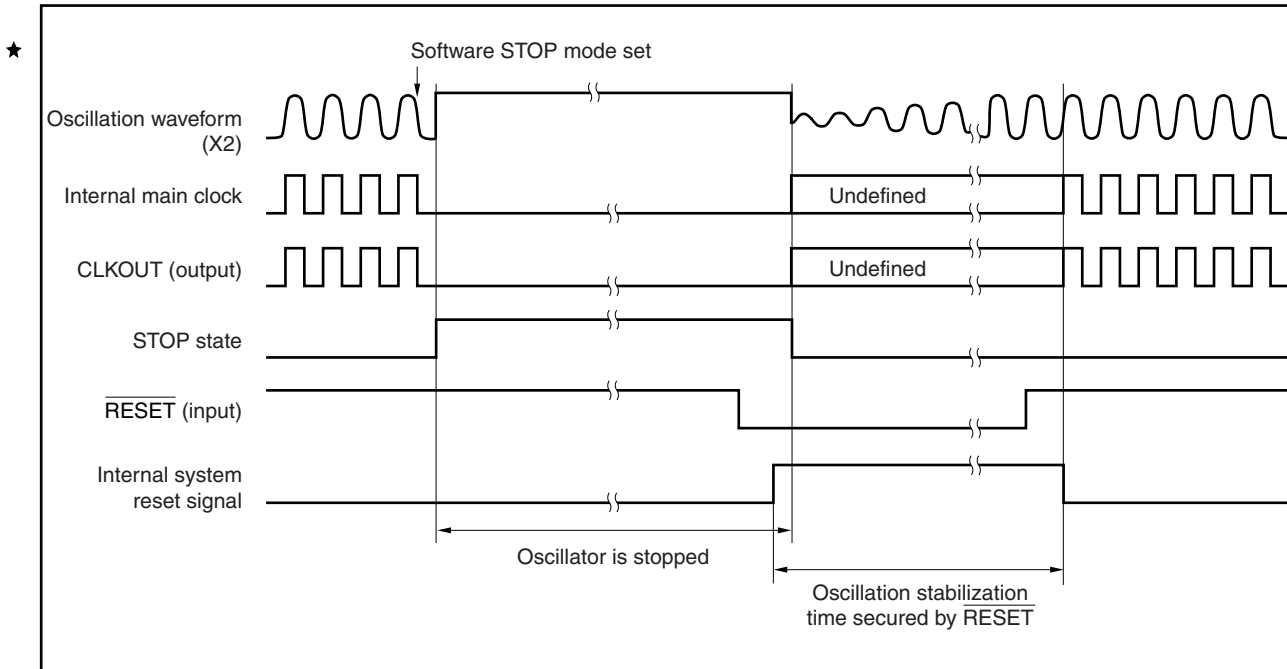 ★
Software STOP mode set
Oscillation waveform
(X2)
Internal main clock
Undefined
CLKOUT (output)
Undefined
STOP state
RESET (input)
Internal system
reset signal
Oscillator is stopped
Oscillation stabilization
time secured by RESET